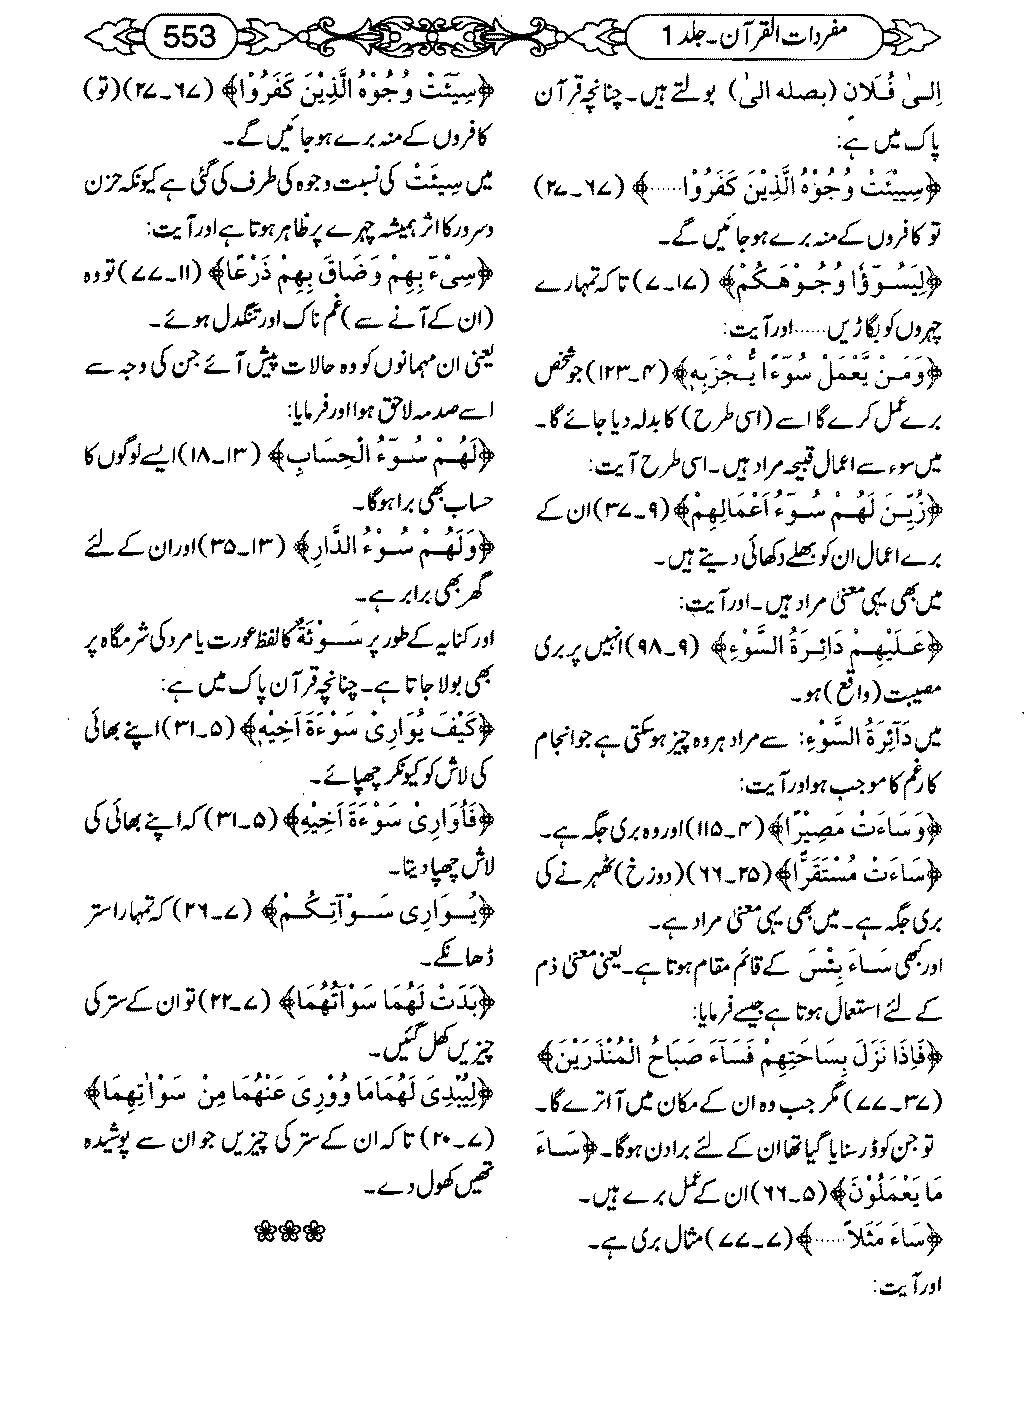 مفردات القرآن۔ جلد 1
553
اِلیٰ فُلَانٍ (بصلہ الیٰ) بولتے ہیں۔ چنانچہ قرآن
پاک میں ہے:
﴿سِیْئَتْ وُجُوْہُ الَّذِیْنَ کَفَرُوْا......﴾ (۶۷۔۲۷)
تو کافروں کے منہ برے ہوجائیں گے۔
﴿لِیَسُوْٓؤٗا وُجُوْهَکُمْ﴾ (۱۷۔۷) تاکہ تمہارے
چہروں کو بگاڑیں...... اور آیت:
﴿وَمَنْ یَّعْمَلْ سُوْٓءًا یُّجْزَبِهٖ﴾ (۴۔۱۲۳) جو شخص
برے عمل کرے گا اسے (اسی طرح) کا بدلہ دیا جائے گا۔
میں سوء سے اعمال قبیحہ مراد ہیں۔ اسی طرح آیت:
﴿زُیِّنَ لَهُمْ سُوْٓءُ اَعْمَالِهِمْ﴾ (۹۔۳۷) ان کے
برے اعمال ان کو بھلے دکھائی دیتے ہیں۔
میں بھی یہی معنی مراد ہیں۔ اور آیت:
﴿عَلَیْهِمْ دَائِرَۃُ السَّوْءِ﴾ (۹۔۹۸) انہیں پر بری
مصیبت (واقع) ہو۔
میں دَآئِرَۃُ السَّوْءِ: سے مراد ہر وہ چیز ہوسکتی ہے جو انجام
کار غم کا موجب ہو اور آیت:
﴿وَسَاءَتْ مَصِیْرًا﴾ (۴۔۱۱۵) اور وہ بری جگہ ہے۔
﴿سَاءَتْ مُسْتَقَرًّا﴾ (۲۵۔۶۶) (دوزخ) ٹھہرنے کی
بری جگہ ہے۔ میں بھی یہی معنی مراد ہے۔
اور کبھی سَاءَ بِئْسَ کے قائم مقام ہوتا ہے۔ یعنی معنی ذم
کے لئے استعمال ہوتا ہے جیسے فرمایا:
﴿فَاِذَا نَزَلَ بِسَاحَتِهِمْ فَسَآءَ صَبَاحُ الْمُنْذَرِیْنَ﴾
(۳۷۔۷۷) مگر جب وہ ان کے مکان میں آ اترے گا۔
تو جن کو ڈر سنایا گیا تھا ان کے لئے برا دن ہوگا۔ ﴿سَاءَ
مَا یَعْمَلُوْنَ﴾ (۵۔۶۶) ان کے عمل برے ہیں۔
﴿سَاءَ مَثَلاً......﴾ (۷۔۷۷) مثال بری ہے۔
اور آیت:
﴿سِیْٓئَتْ وُجُوْهُ الَّذِیْنَ کَفَرُوْا﴾ (۶۷۔۲۷) (تو)
کافروں کے منہ برے ہوجائیں گے۔
میں سِیْئَتْ کی نسبت وجوہ کی طرف کی گئی ہے کیونکہ حزن
و سرور کا اثر ہمیشہ چہرے پر ظاہر ہوتا ہے اور آیت:
﴿سِیْٓءَ بِهِمْ وَضَاقَ بِهِمْ ذَرْعًا﴾ (۱۱۔۷۷) تو وہ
(ان کے آنے سے) غم ناک اور تنگدل ہوئے۔
یعنی ان مہمانوں کو وہ حالات پیش آئے جن کی وجہ سے
اسے صدمہ لاحق ہوا اور فرمایا:
﴿لَهُمْ سُوْٓءُ الْحِسَابِ﴾ (۱۳۔۱۸) ایسے لوگوں کا
حساب بھی برا ہوگا۔
﴿وَلَهُمْ سُوْءُ الدَّارِ﴾ (۱۳۔۳۵) اور ان کے لئے
گھر بھی برا برہے۔
اور کنایہ کے طور پر سَوْئَةٌ کا لفظ عورت یا مرد کی شرمگاہ پر
بھی بولا جاتا ہے۔ چنانچہ قرآن پاک میں ہے:
﴿کَیْفَ یُوَارِیْ سَوْءَةَ اَخِیْهِ﴾ (۵۔۳۱) اپنے بھائی
کی لاش کو کیونکر چھپائے۔
﴿فَاُوَارِیَ سَوْءَةَ اَخِیْهِ﴾ (۵۔۳۱) کہ اپنے بھائی کی
لاش چھپا دیتا۔
﴿یُوَارِی سَوْآتِکُمْ﴾ (۷۔۲۶) کہ تمہارا ستر
ڈھانکے۔
﴿بَدَتْ لَهُمَا سَوْآتُهُمَا﴾ (۷۔۲۲) تو ان کے ستر کی
چیزیں کھل گئیں۔
﴿لِیُبْدِیَ لَهُمَا مَا وُوْرِیَ عَنْهُمَا مِنْ سَوْاٰتِهِمَا﴾
(۷۔۲۰) تاکہ ان کے ستر کی چیزیں جو ان سے پوشیدہ
تھیں کھول دے۔